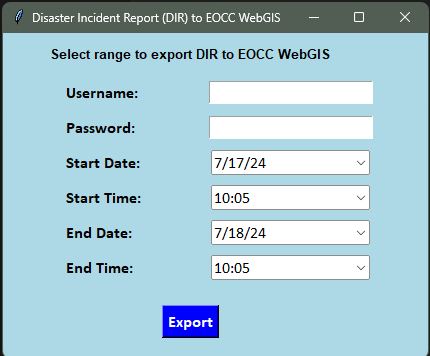 Disaster Incident Report (DIR) to EOCC WebGIS
Select range to export DIR to EOCC WebGIS
Username:
Password:
Start Date: 7/17/24
Start Time: 10:05
End Date: 7/18/24
End Time: 10:05
Export